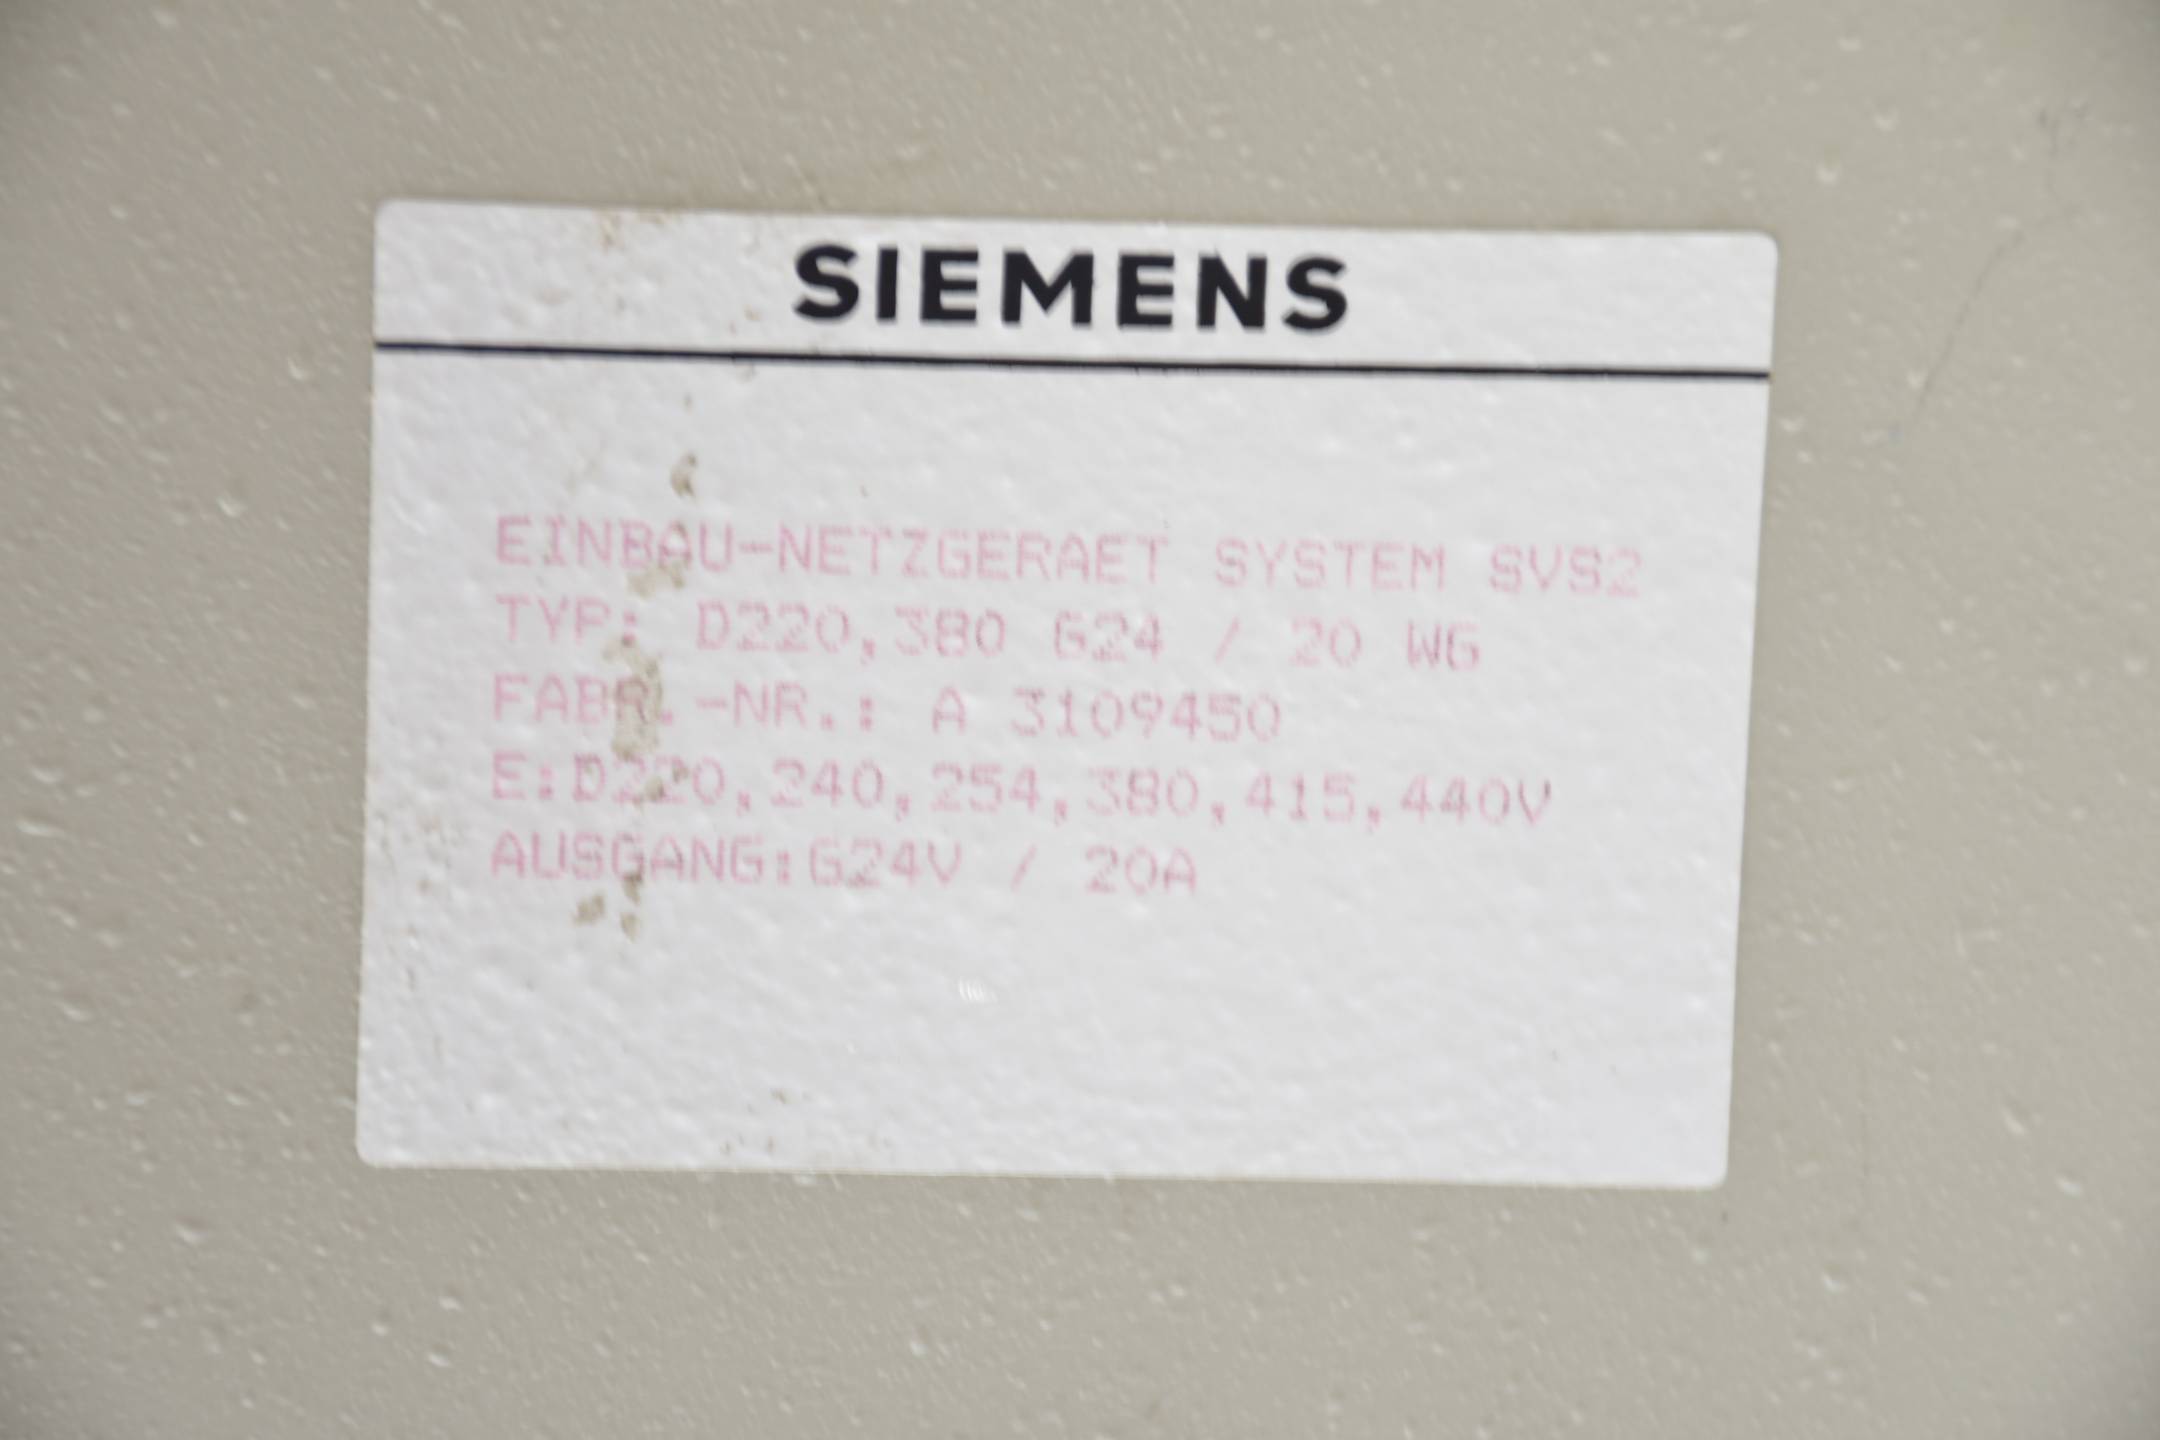 SIEMENS
EINBAU-NETZGERAET SYSTEM SVS2
TYP: D220,380 G24 / 20 WG
FABR.-NR.: A 3109450
E:D220,240,254,380,415,440V
AUSGANG:G24V / 20A